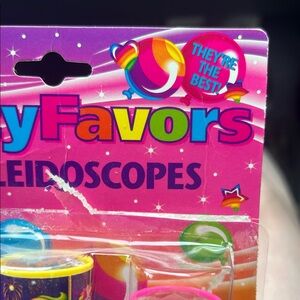 THEY'RE
THE
BEST!
yFavors
LEIDOSCOPES